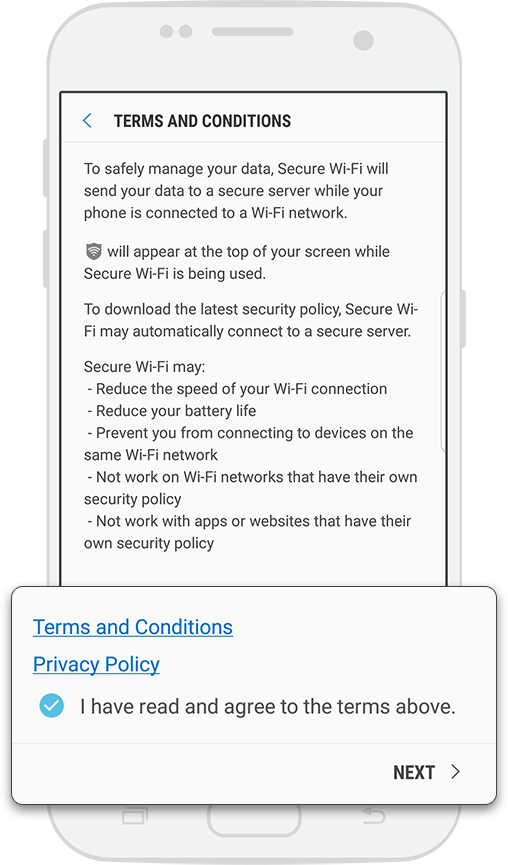 TERMS AND CONDITIONS
To safely manage your data, Secure Wi-Fi will
send your data to a secure server while your
phone is connected to a Wi-Fi network.
will appear at the top of your screen while
Secure Wi-Fi is being used.
To download the latest security policy, Secure Wi-
Fi may automatically connect to a secure server.
Secure Wi-Fi may:
- Reduce the speed of your Wi-Fi connection
- Reduce your battery life
- Prevent you from connecting to devices on the
same Wi-Fi network
- Not work on Wi-Fi networks that have their own
security policy
- Not work with apps or websites that have their
own security policy
Terms and Conditions
Privacy Policy
I have read and agree to the terms above.
NEXT